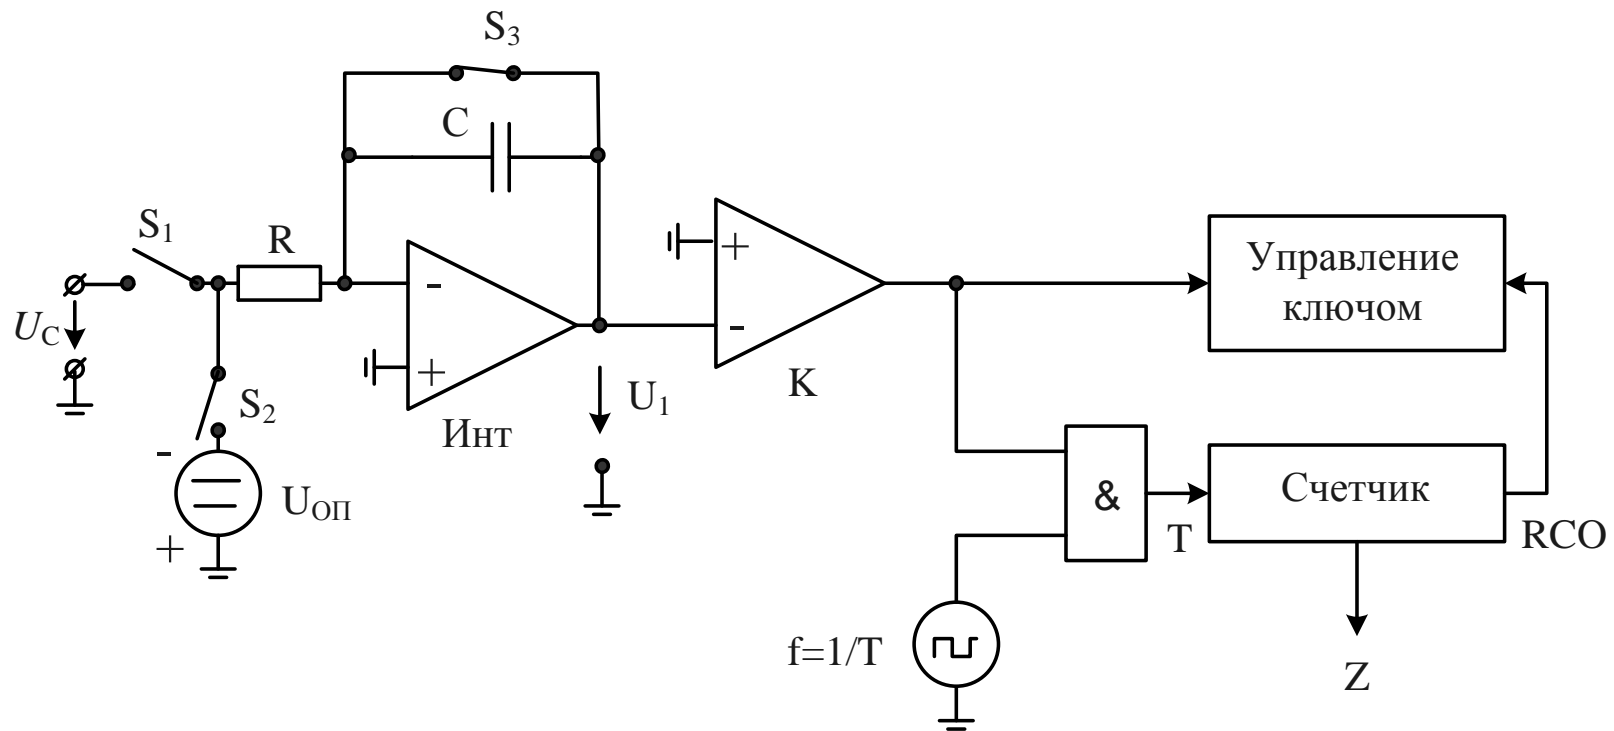 S3
C
S1
R
Управление
ключом
+
-
-
UC
+
K
S2
U1
Инт
-
&
Счетчик
UОП
+
T
RCO
f=1/T
Z